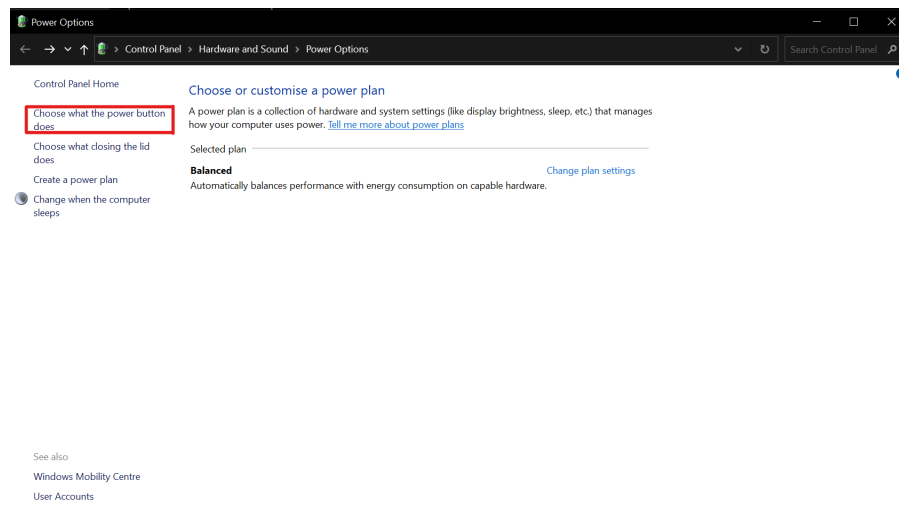 Power Options
Control Panel > Hardware and Sound > Power Options
Search Control Panel
Control Panel Home
Choose what the power button
does
Choose what closing the lid
does
Create a power plan
Change when the computer
sleeps
Choose or customise a power plan
A power plan is a collection of hardware and system settings (like display brightness, sleep, etc.) that manages
how your computer uses power. Tell me more about power plans
Selected plan
Balanced
Change plan settings
Automatically balances performance with energy consumption on capable hardware.
See also
Windows Mobility Centre
User Accounts